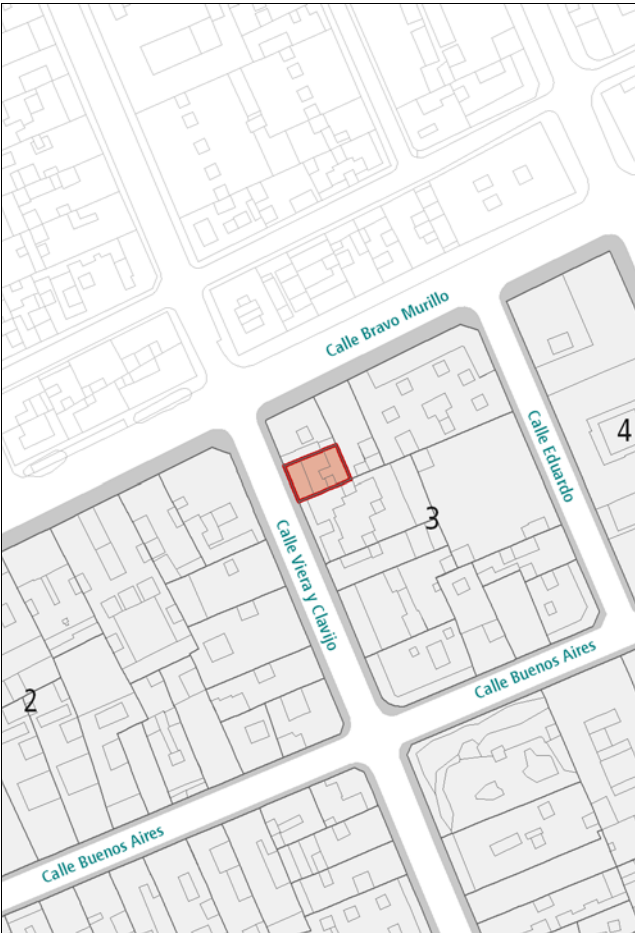 Calle Bravo Murillo
4
Calle Eduardo
3
Calle Viera y Clavijo
Calle Buenos Aires
2
Calle Buenos Aires